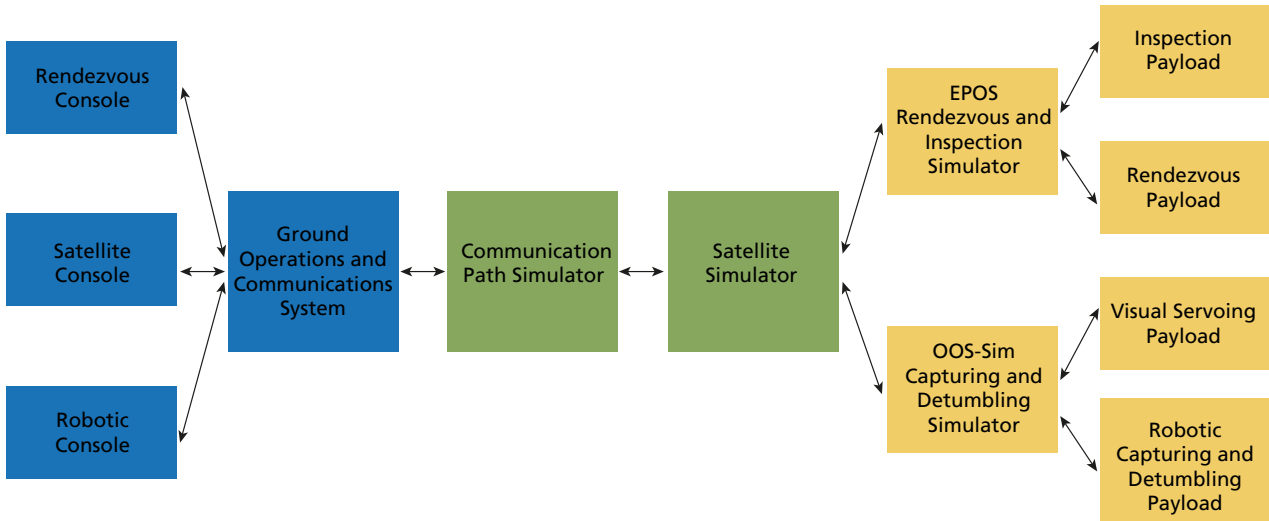 Rendezvous
Console
Satellite
Console
Robotic
Console
Ground
Operations and
Communications
System
Communication
Path Simulator
Satellite
Simulator
EPOS
Rendezvous and
Inspection
Simulator
OOS-Sim
Capturing and
Detumbling
Simulator
Inspection
Payload
Rendezvous
Payload
Visual Servoing
Payload
Robotic
Capturing and
Detumbling
Payload